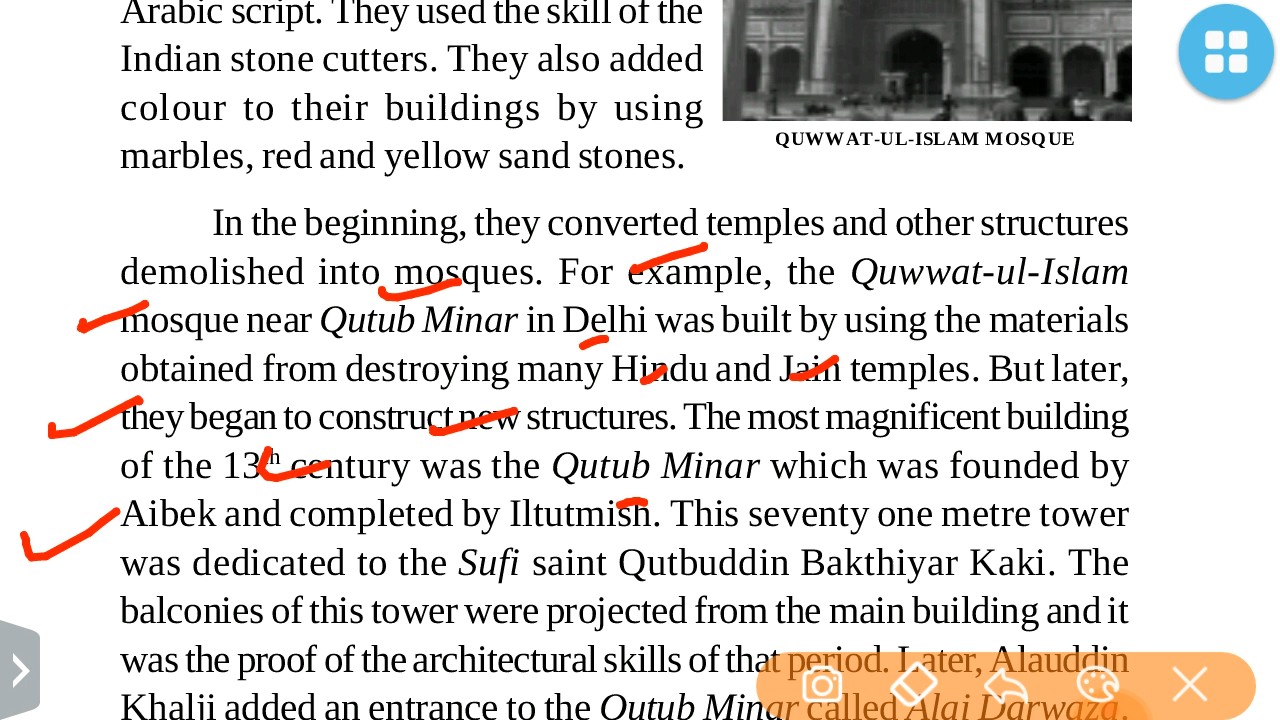 Arabic script. They used the skill of the
Indian stone cutters. They also added
colour to their buildings by using
marbles, red and yellow sand stones.
QUWWAT-UL-ISLAM MOSQUE
In the beginning, they converted temples and other structures
demolished into mosques. For example, the Quwwat-ul-Islam
mosque near Qutub Minar in Delhi was built by using the materials
obtained from destroying many Hindu and Jain temples. But later,
they began to construct new structures. The most magnificent building
of the 13th century was the Qutub Minar which was founded by
Aibek and completed by Iltutmish. This seventy one metre tower
was dedicated to the Sufi saint Qutbuddin Bakthiyar Kaki. The
balconies of this tower were projected from the main building and it
was the proof of the architectural skills of that period. Later, Alauddin
Khalji added an entrance to the Qutub Minar called Alai Darwaza.